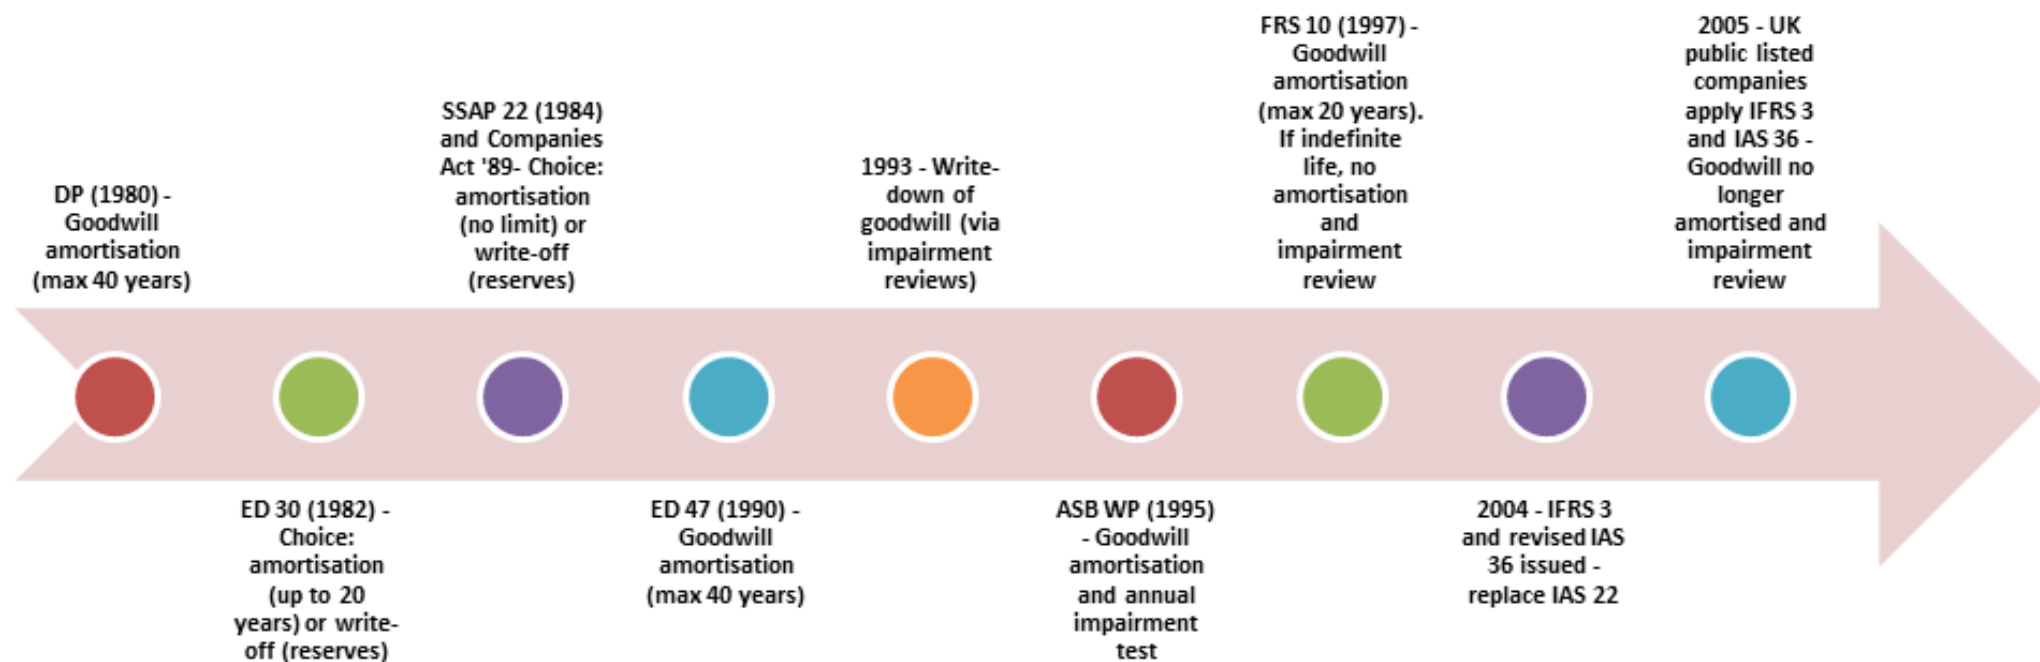 DP (1980) -
Goodwill
amortisation
(max 40 years)
ED 30 (1982) -
Choice:
amortisation
(up to 20
years) or write-
off (reserves)
SSAP 22 (1984)
and Companies
Act '89- Choice:
amortisation
(no limit) or
write-off
(reserves)
ED 47 (1990) -
Goodwill
amortisation
(max 40 years)
1993 - Write-
down of
goodwill (via
impairment
reviews)
ASB WP (1995)
- Goodwill
amortisation
and annual
impairment
test
FRS 10 (1997) -
Goodwill
amortisation
(max 20 years).
If indefinite
life, no
amortisation
and
impairment
review
2004 - IFRS 3
and revised IAS
36 issued -
replace IAS 22
2005 - UK
public listed
companies
apply IFRS 3
and IAS 36 -
Goodwill no
longer
amortised and
impairment
review